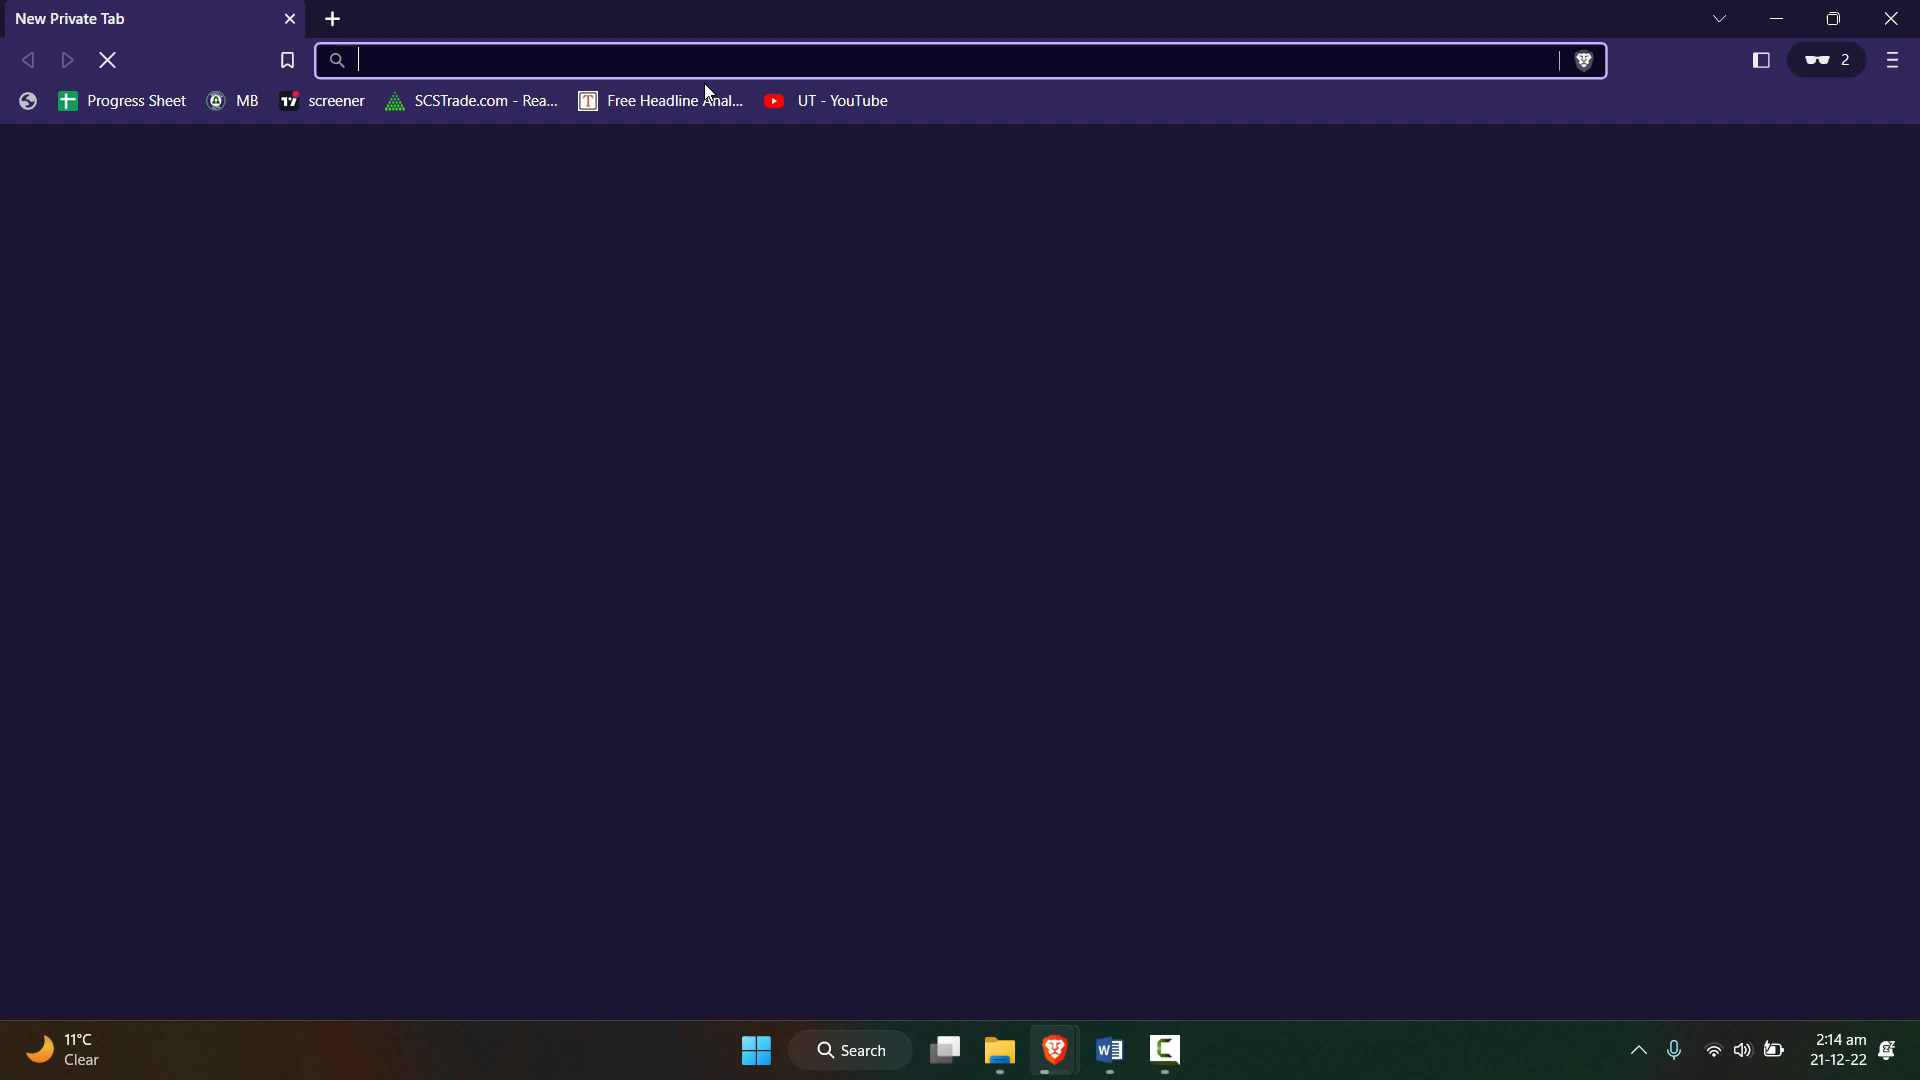 New Private Tab
2
Progress Sheet
MB
screener
SCSTrade.com - Rea...
Free Headline Anal...
UT - YouTube
11°C
Clear
Search
2:14 am
21-12-22